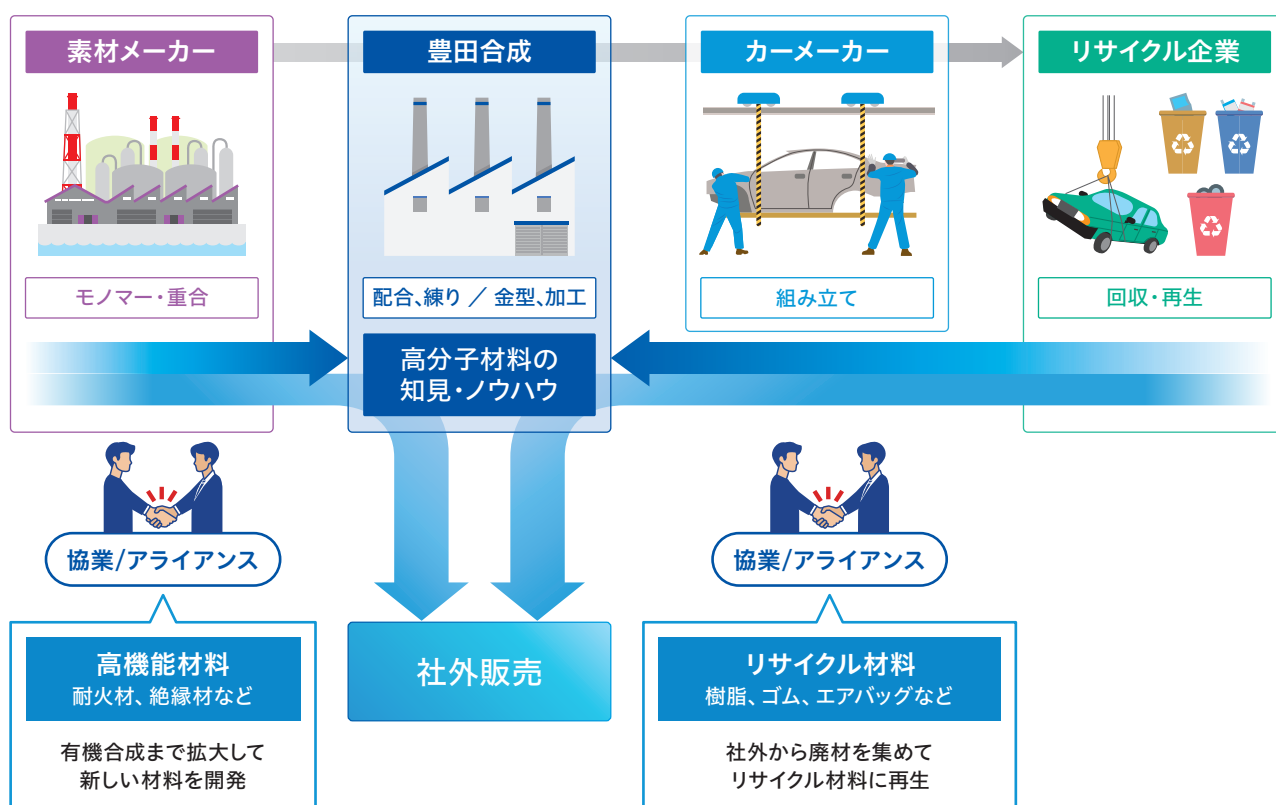 素材メーカー
豊田合成
カーメーカー
リサイクル企業
モノマー・重合
配合、練り ／ 金型、加工
組み立て
回収・再生
高分子材料の
知見・ノウハウ
協業/アライアンス
協業/アライアンス
高機能材料
耐火材、絶縁材など
有機合成まで拡大して
新しい材料を開発
社外販売
リサイクル材料
樹脂、ゴム、エアバッグなど
社外から廃材を集めて
リサイクル材料に再生